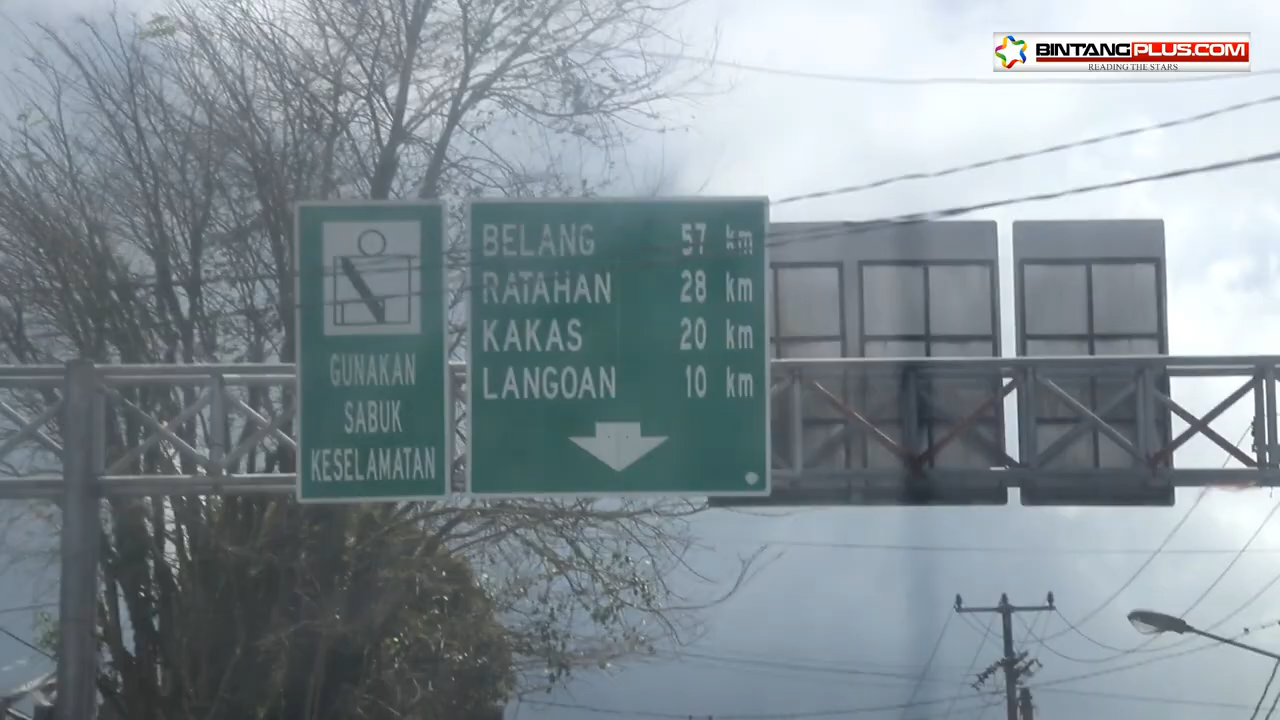 BINTANGPLUS.COM
READING THE STARS
GUNAKAN
SABUK
KESELAMATAN
BELANG 57 km
RATAHAN 28 km
KAKAS 20 km
LANGOAN 10 km